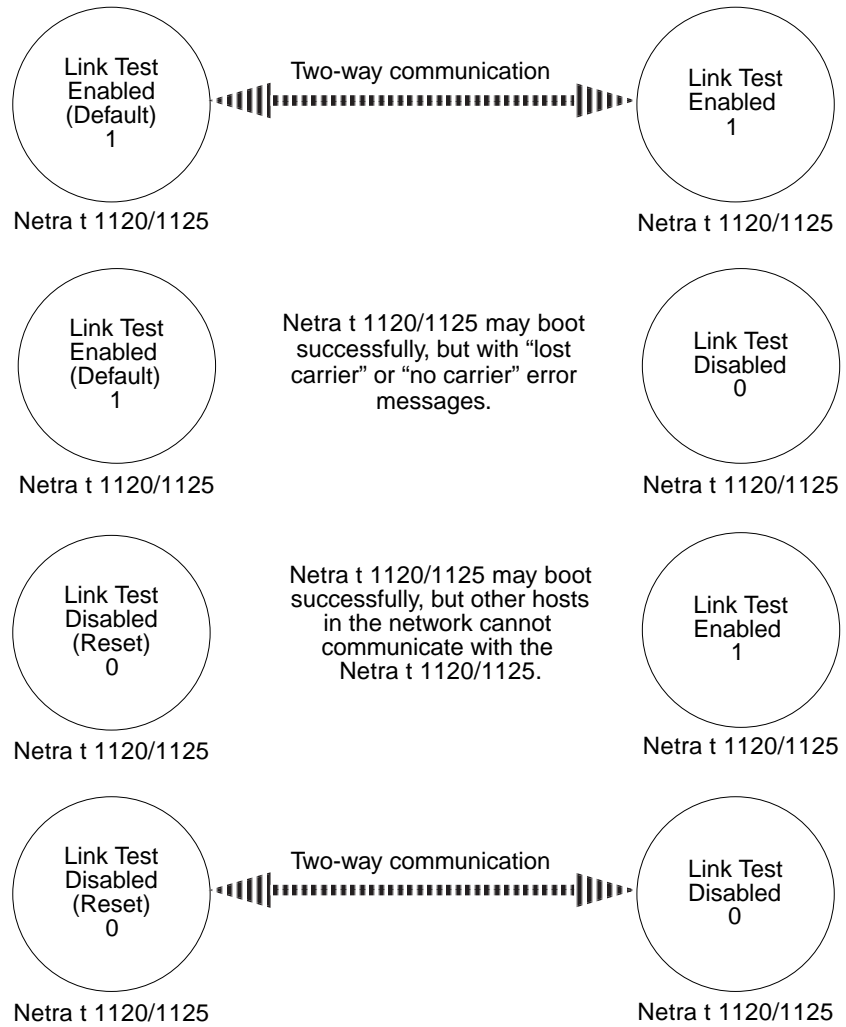 Link Test
Enabled
(Default)
1
Two-way communication
Link Test
Enabled
1
Netra t 1120/1125
Netra t 1120/1125
Link Test
Enabled
(Default)
1
Netra t 1120/1125 may boot
successfully, but with “lost
carrier” or “no carrier” error
messages.
Link Test
Disabled
0
Netra t 1120/1125
Netra t 1120/1125
Link Test
Disabled
(Reset)
0
Netra t 1120/1125 may boot
successfully, but other hosts
in the network cannot
communicate with the
Netra t 1120/1125.
Link Test
Enabled
1
Netra t 1120/1125
Netra t 1120/1125
Link Test
Disabled
(Reset)
0
Two-way communication
Link Test
Disabled
0
Netra t 1120/1125
Netra t 1120/1125